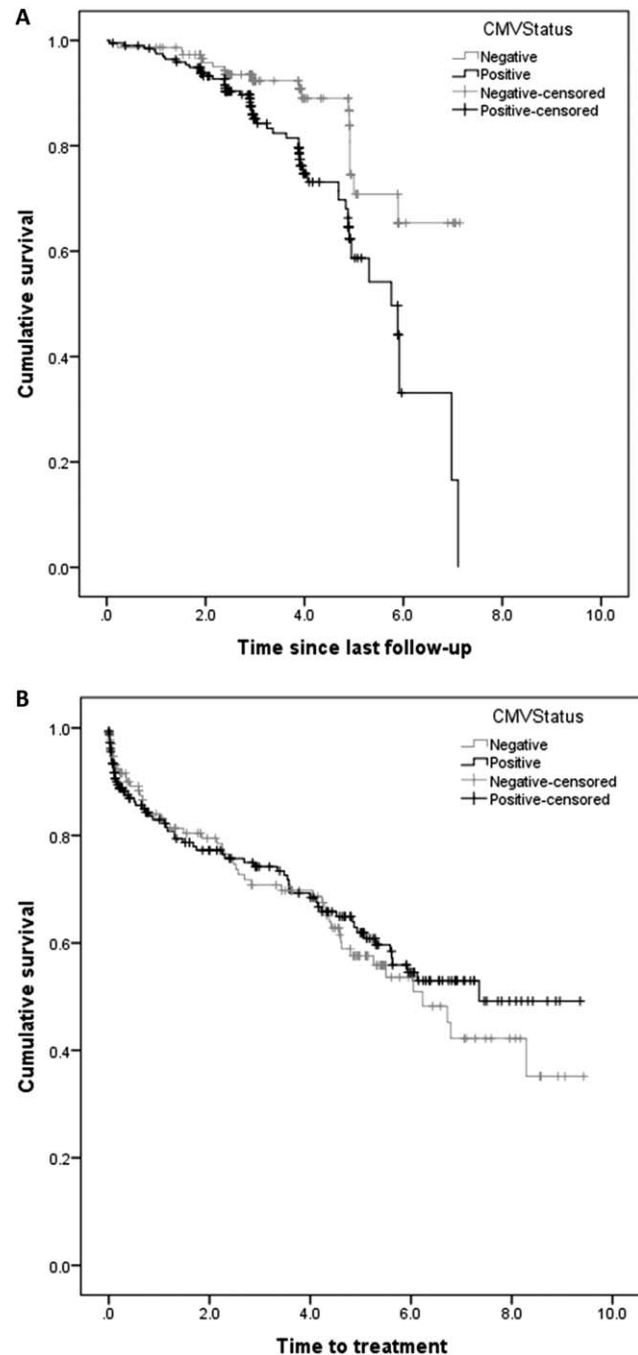 A
CMVStatus
Negative
Positive
Negative-censored
Positive-censored
Cumulative survival
1.0
0.8
0.6
0.4
0.2
0.0
.0 2.0 4.0 6.0 8.0 10.0
Time since last follow-up
B
CMVStatus
Negative
Positive
Negative-censored
Positive-censored
Cumulative survival
1.0
0.8
0.6
0.4
0.2
0.0
.0 2.0 4.0 6.0 8.0 10.0
Time to treatment